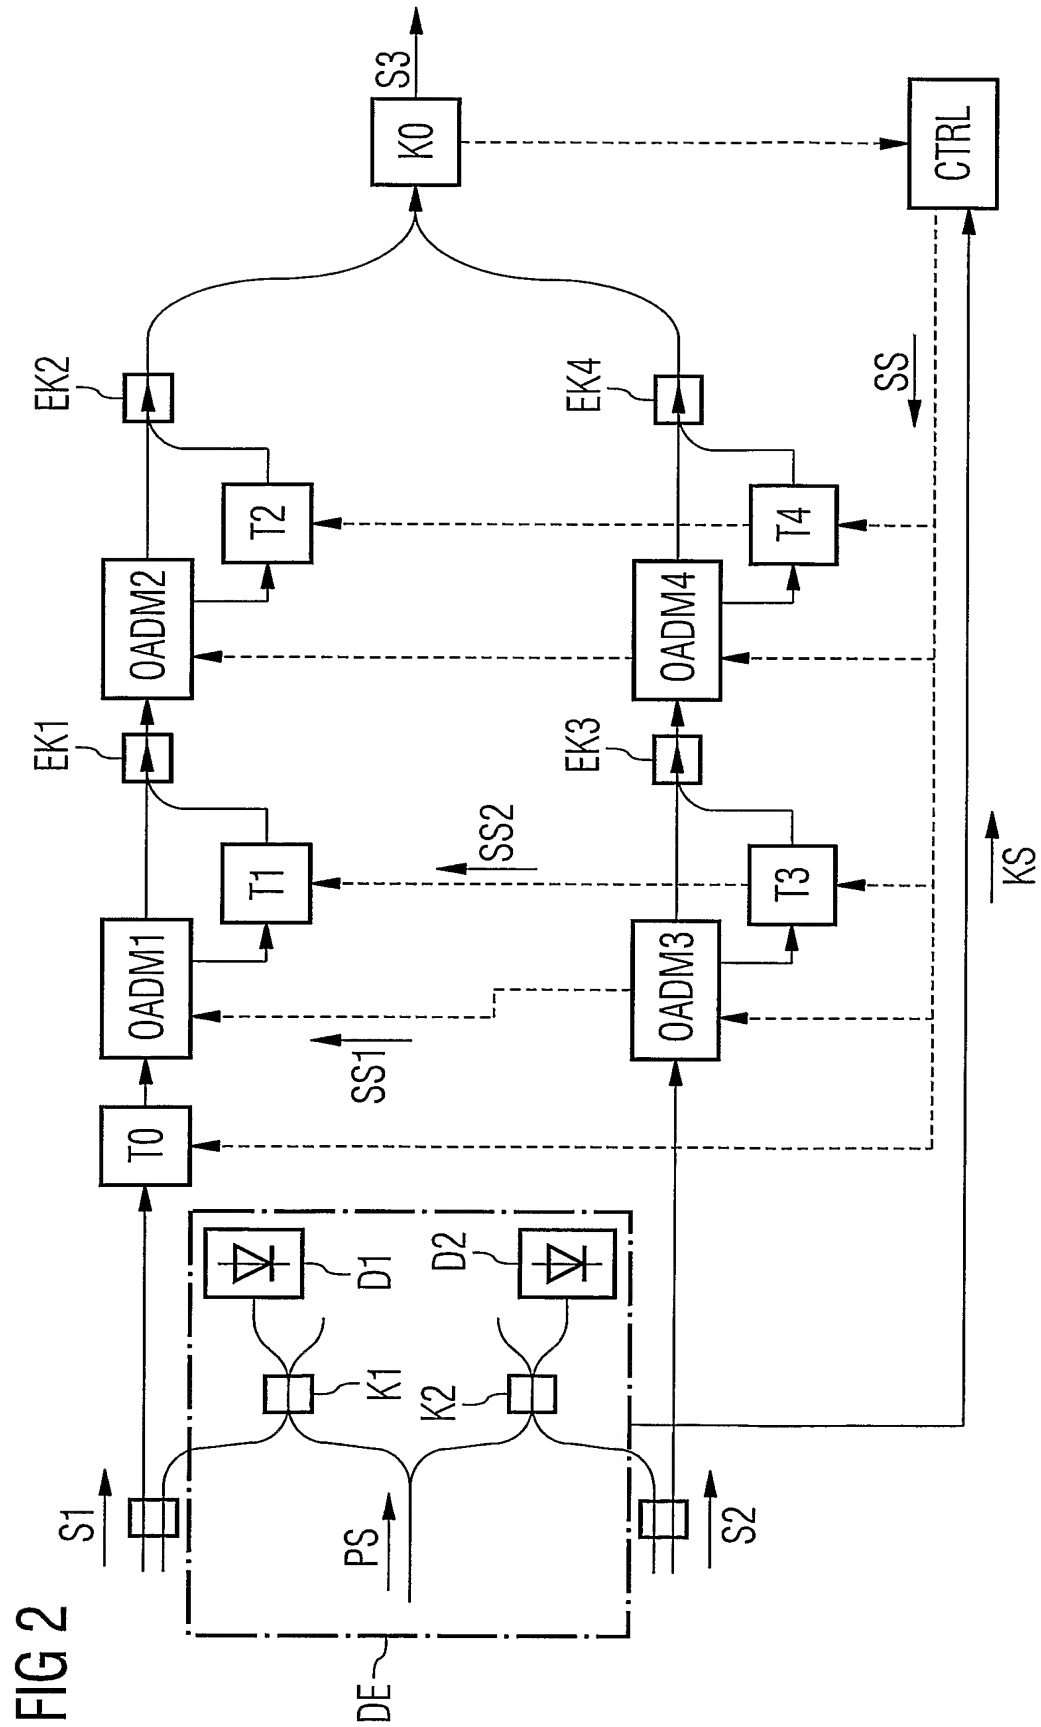 FIG 2
S1
T0
OADM1
EK1
OADM2
EK2
T1
T2
SS1
SS2
K0
S3
D1
K1
DE
PS
K2
D2
OADM3
EK3
OADM4
EK4
T3
T4
S2
SS
KS
CTRL